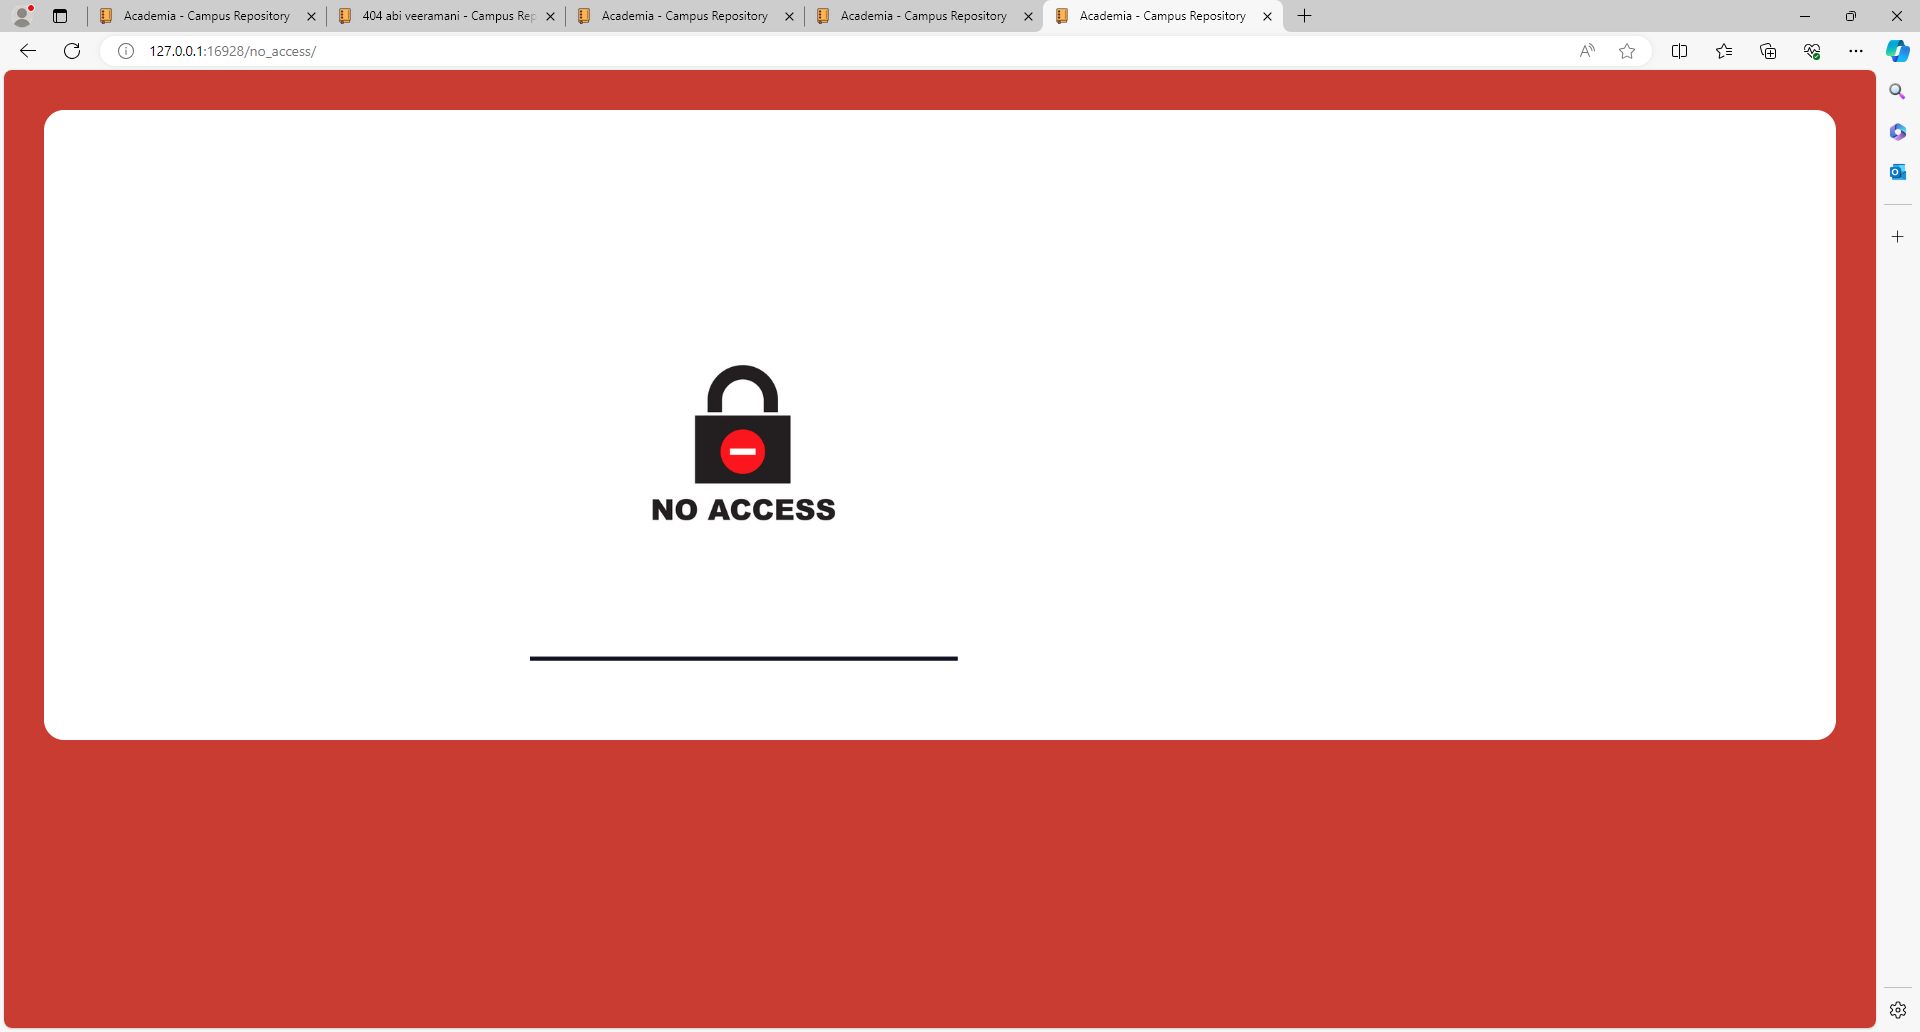 Academia - Campus Repository
404 abi veeramani - Campus Rep
Academia - Campus Repository
Academia - Campus Repository
Academia - Campus Repository
127.0.0.1:16928/no_access/
NO ACCESS